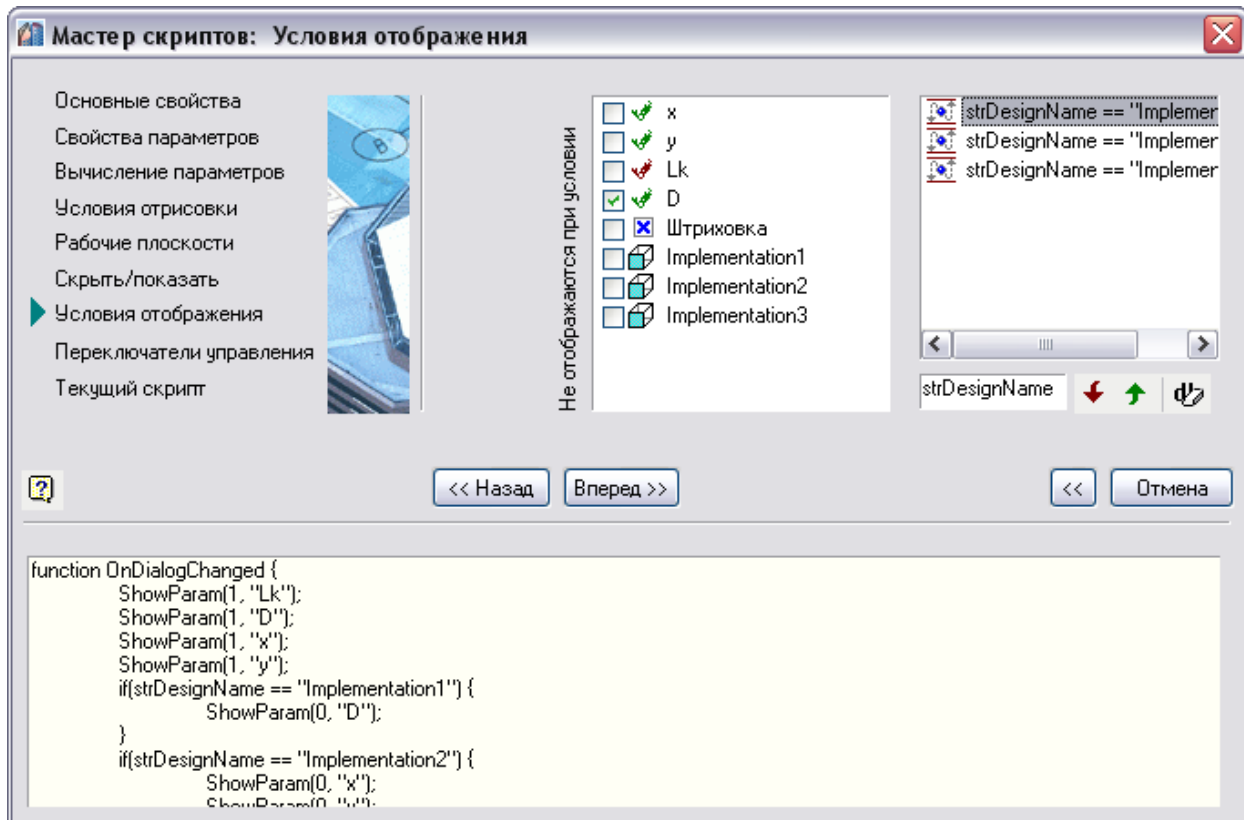 Мастер скриптов: Условия отображения
Основные свойства
Свойства параметров
Вычисление параметров
Условия отрисовки
Рабочие плоскости
Скрыть/показать
Условия отображения
Переключатели управления
Текущий скрипт
Не отображаются при условии
x
y
Lk
D
Штриховка
Implementation1
Implementation2
Implementation3
strDesignName == "Implemer
strDesignName == "Implemer
strDesignName == "Implemer
strDesignName
<< Назад
Вперед >>
<<
Отмена
function OnDialogChanged {
ShowParam(1, "Lk");
ShowParam(1, "D");
ShowParam(1, "x");
ShowParam(1, "y");
if(strDesignName == "Implementation1") {
ShowParam(0, "D");
}
if(strDesignName == "Implementation2") {
ShowParam(0, "x");
ShowParam(0, "y");